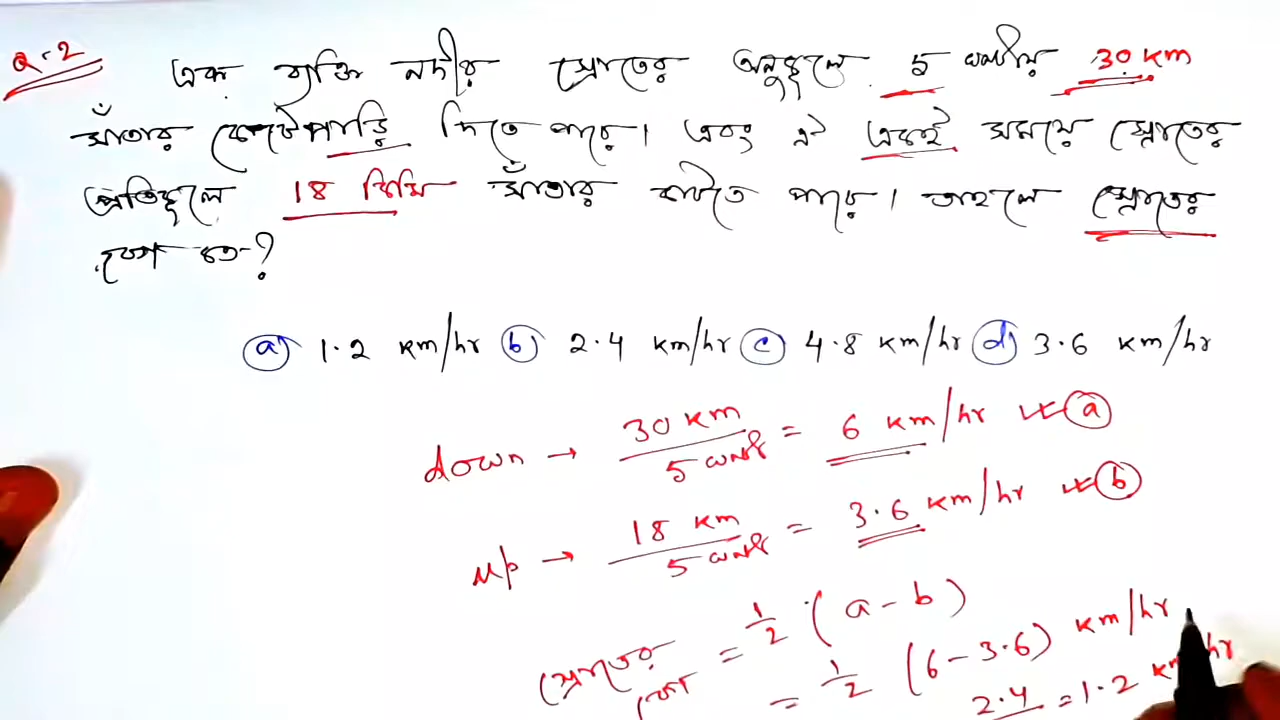 Q-2 এক ব্যক্তি নদীর স্রোতের অনুকূলে 5 ঘন্টায় 30 km
সাঁতার কেটে পাড়ি দিতে পারে। এবং ঐ একই সময়ে স্রোতের
প্রতিকূলে 18 কিমি সাঁতার কাটতে পারে। তাহলে স্রোতের
বেগ কত?
(a) 1.2 km/hr (b) 2.4 km/hr (c) 4.8 km/hr (d) 3.6 km/hr
down → 30 km / 5 ঘন্টা = 6 km/hr (a)
up → 18 km / 5 ঘন্টা = 3.6 km/hr (b)
স্রোতের বেগ = 1/2 (a - b)
= 1/2 (6 - 3.6) km/hr
2.4 = 1.2 km/hr